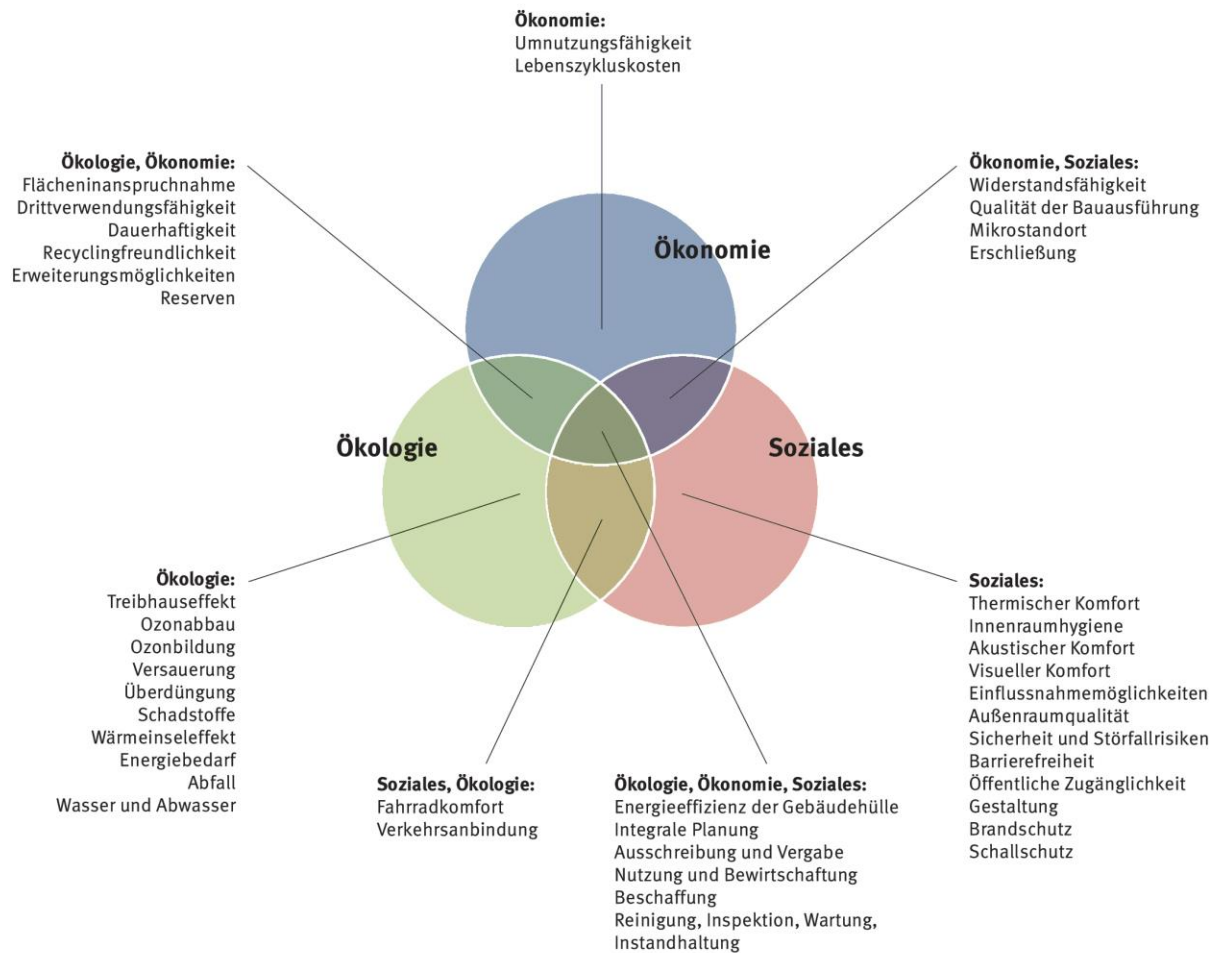 Ökonomie:
Umnutzungsfähigkeit
Lebenszykluskosten
Ökologie, Ökonomie:
Flächeninanspruchnahme
Drittverwendungsfähigkeit
Dauerhaftigkeit
Recyclingfreundlichkeit
Erweiterungsmöglichkeiten
Reserven
Ökonomie, Soziales:
Widerstandsfähigkeit
Qualität der Bauausführung
Mikrostandort
Erschließung
Ökonomie
Ökologie
Soziales
Ökologie:
Treibhauseffekt
Ozonabbau
Ozonbildung
Versauerung
Überdüngung
Schadstoffe
Wärmeinseleffekt
Energiebedarf
Abfall
Wasser und Abwasser
Soziales, Ökologie:
Fahrradkomfort
Verkehrsanbindung
Ökologie, Ökonomie, Soziales:
Energieeffizienz der Gebäudehülle
Integrale Planung
Ausschreibung und Vergabe
Nutzung und Bewirtschaftung
Beschaffung
Reinigung, Inspektion, Wartung,
Instandhaltung
Soziales:
Thermischer Komfort
Innenraumhygiene
Akustischer Komfort
Visueller Komfort
Einflussnahmemöglichkeiten
Außenraumqualität
Sicherheit und Störfallrisiken
Barrierefreiheit
Öffentliche Zugänglichkeit
Gestaltung
Brandschutz
Schallschutz